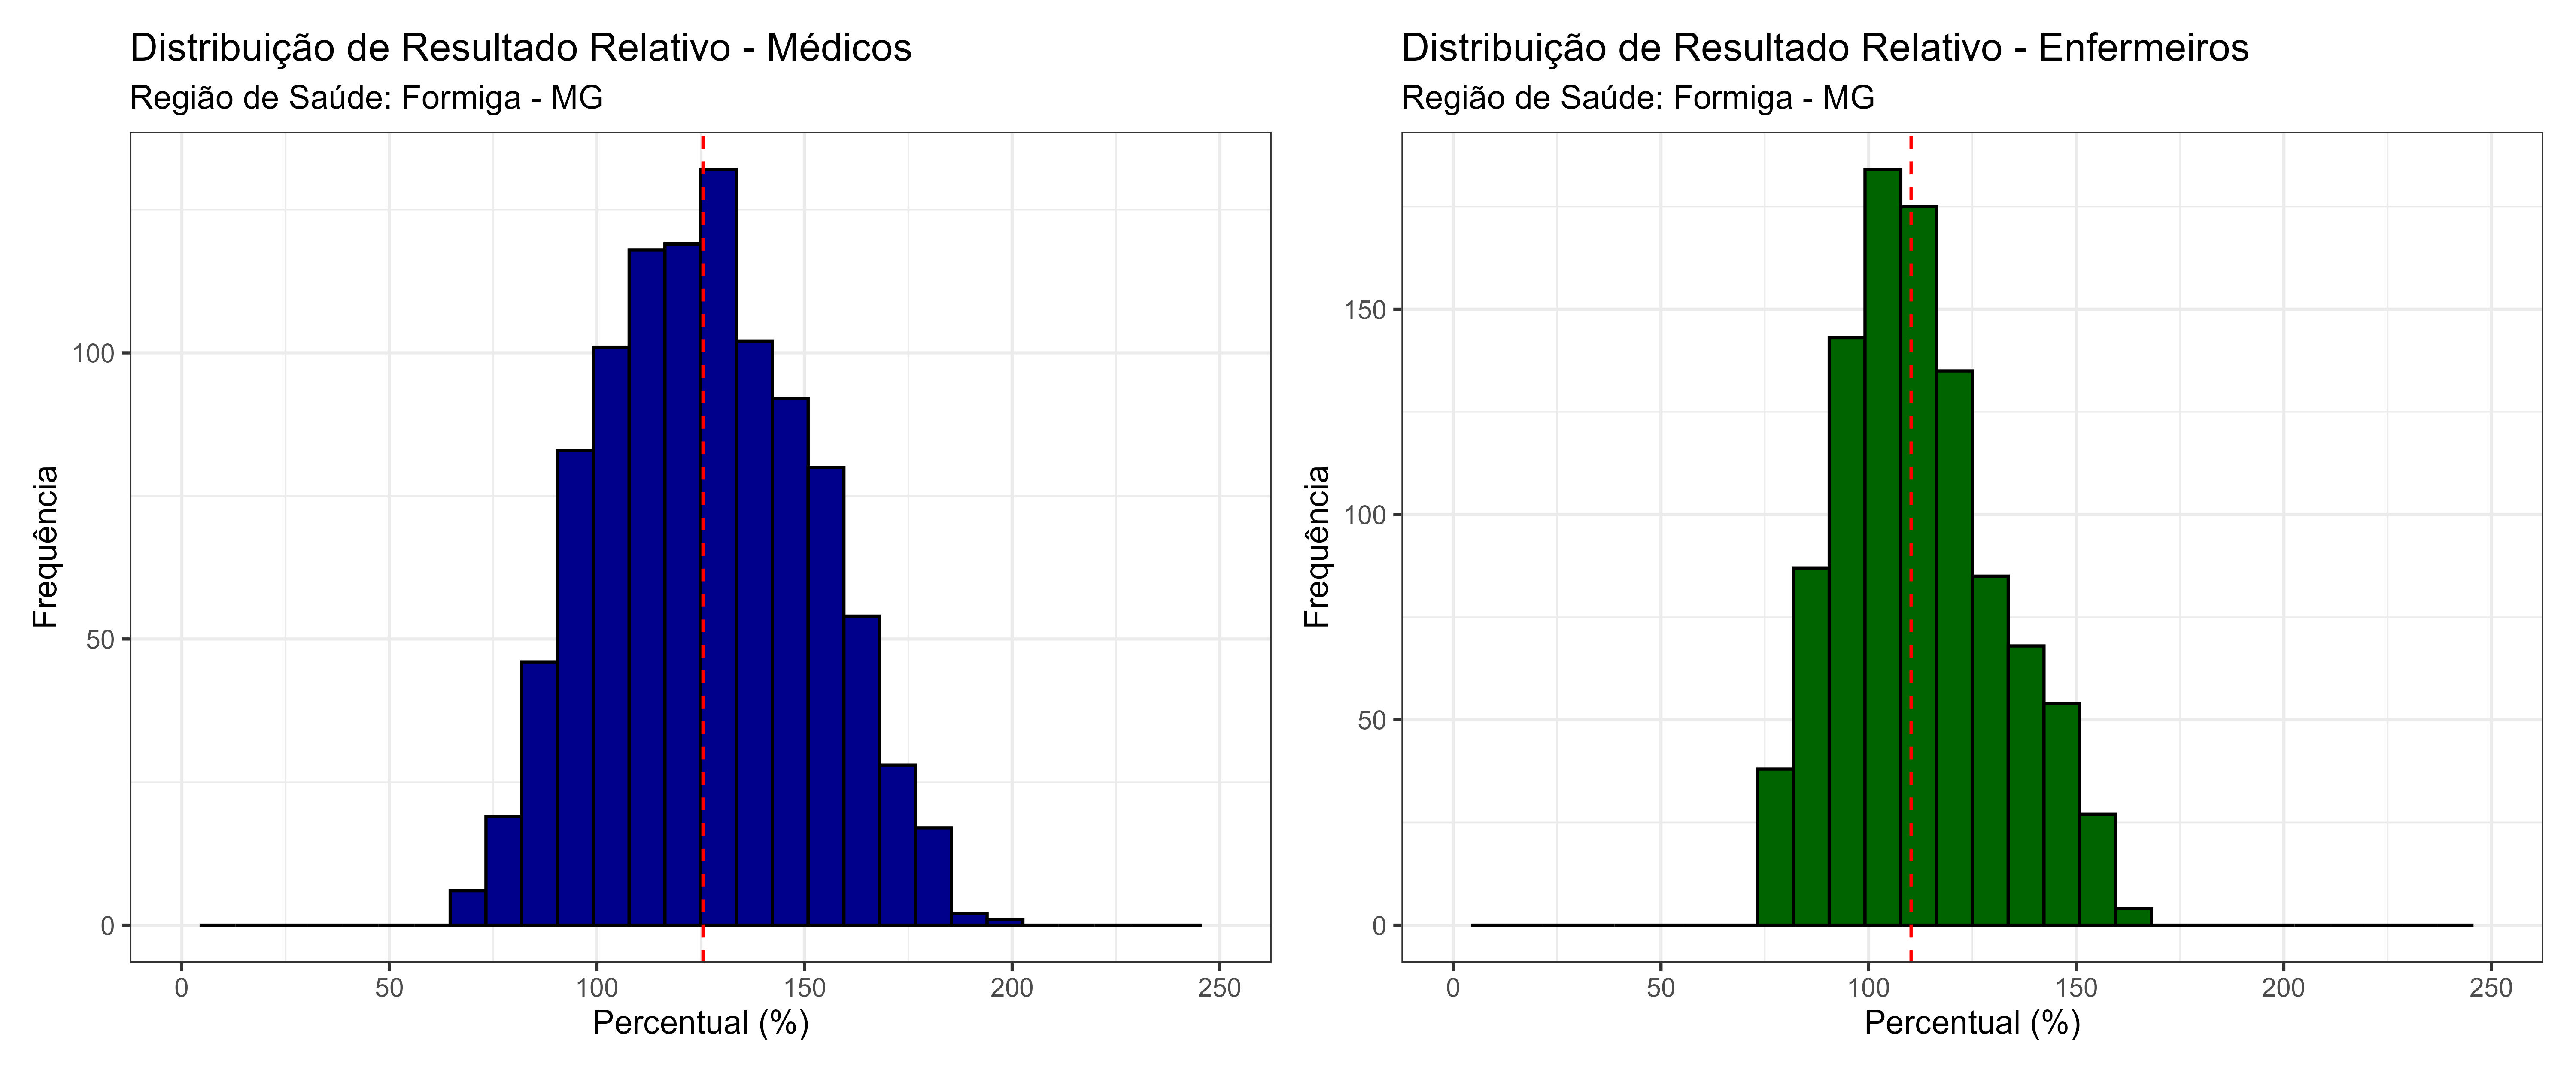 Distribuição de Resultado Relativo - Médicos
Região de Saúde: Formiga - MG
Frequência
100
50
0
0 50 100 150 200 250
Percentual (%)
Distribuição de Resultado Relativo - Enfermeiros
Região de Saúde: Formiga - MG
Frequência
150
100
50
0
0 50 100 150 200 250
Percentual (%)